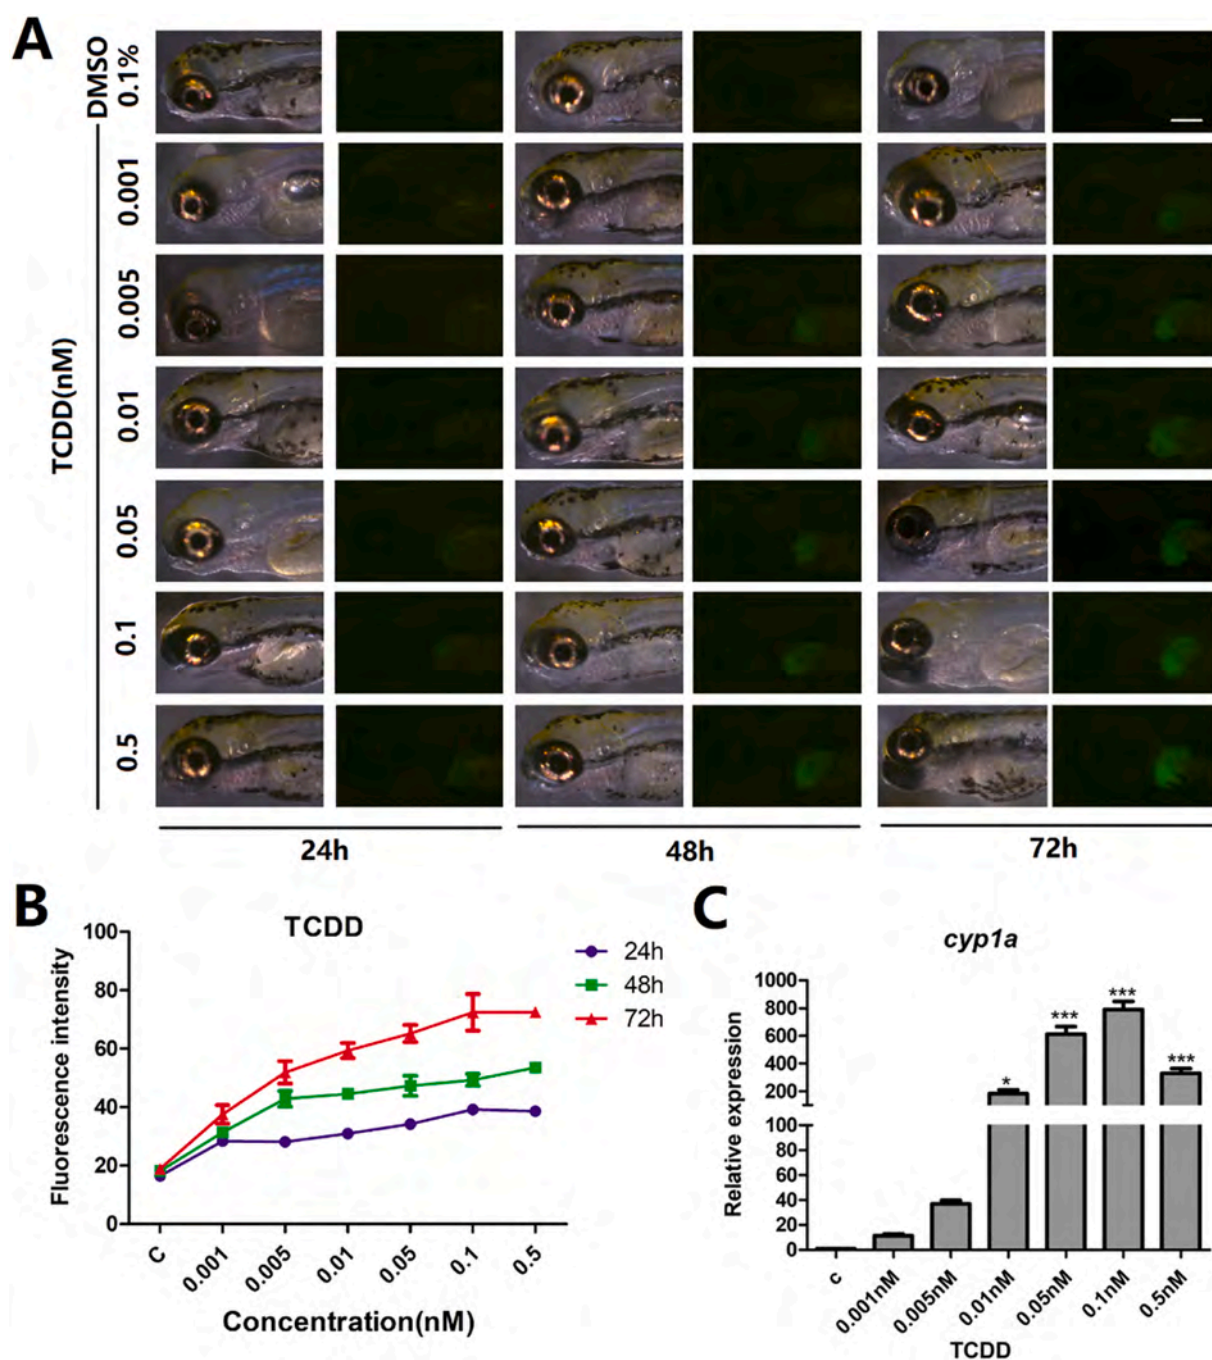 A
DMSO
0.1%
0.001
0.005
0.01
0.05
0.1
0.5
TCDD(nM)
24h
48h
72h
B
TCDD
100
80
60
40
20
0
Fluorescence intensity
24h
48h
72h
C
0.001
0.005
0.01
0.05
0.1
0.5
Concentration(nM)
C
cyp1a
1000
800
600
400
200
100
80
60
40
20
0
Relative expression
*
***
***
***
c
0.001nM
0.005nM
0.01nM
0.05nM
0.1nM
0.5nM
TCDD